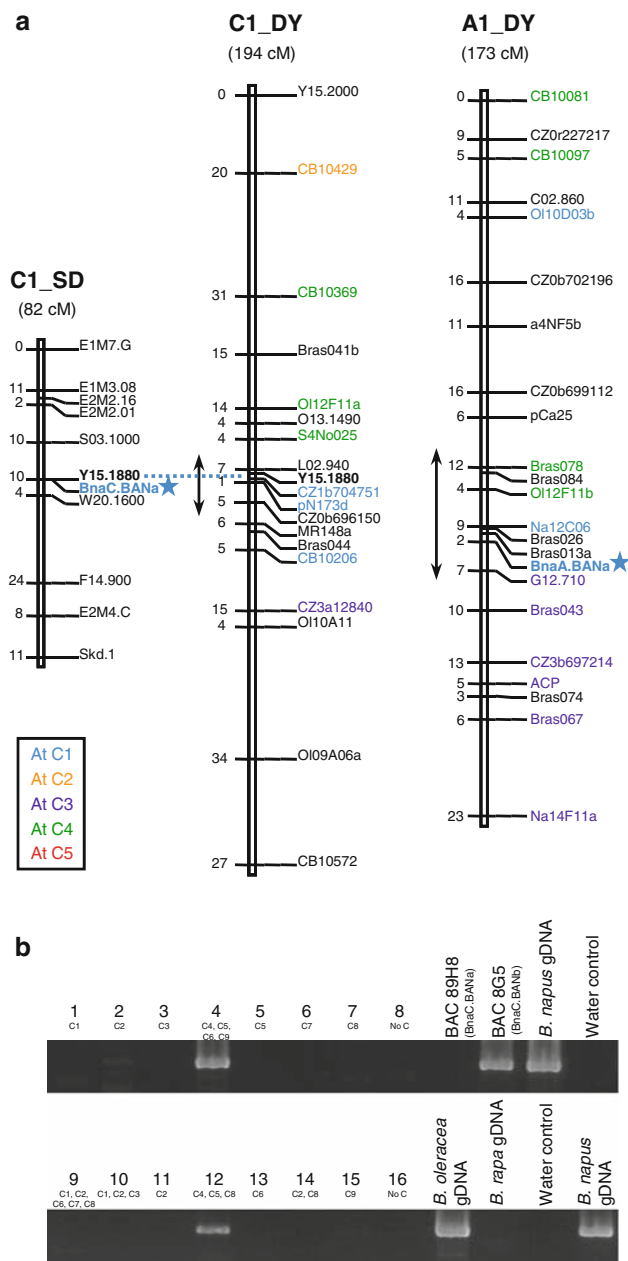 a
C1_DY
(194 cM)
A1_DY
(173 cM)
C1_SD
(82 cM)
0 E1M7.G
11 E1M3.08
E2M2.16
2 E2M2.01
10 S03.1000
10 Y15.1880
BnaC.BANa
4 W20.1600
24 F14.900
8 E2M4.C
11 Skd.1
0 Y15.2000
20 CB10429
31 CB10369
15 Bras041b
14 Ol12F11a
4 O13.1490
4 S4No025
7 L02.940
Y15.1880
1 CZ1b704751
pN173d
5 CZ0b696150
6 MR148a
Bras044
5 CB10206
15 CZ3a12840
4 Ol10A11
34 Ol09A06a
27 CB10572
0 CB10081
9 CZ0r227217
5 CB10097
11 C02.860
4 Ol10D03b
16 CZ0b702196
11 a4NF5b
16 CZ0b699112
6 pCa25
12 Bras078
Bras084
4 Ol12F11b
9 Na12C06
Bras026
2 Bras013a
BnaA.BANa
7 G12.710
10 Bras043
13 CZ3b697214
5 ACP
3 Bras074
6 Bras067
23 Na14F11a
At C1
At C2
At C3
At C4
At C5
b
1 2 3 4 5 6 7 8
C1 C2 C3 C4, C5, C6, C9 C5 C7 C8 No C
BAC 89H8
(BnaC.BANa)
BAC 8G5
(BnaC.BANb)
B. napus gDNA
Water control
9 10 11 12 13 14 15 16
C1, C2, C6, C7, C8 C1, C2, C3 C2 C4, C5, C8 C6 C2, C8 C9 No C
B. oleracea
gDNA
B. rapa gDNA
Water control
B. napus
gDNA